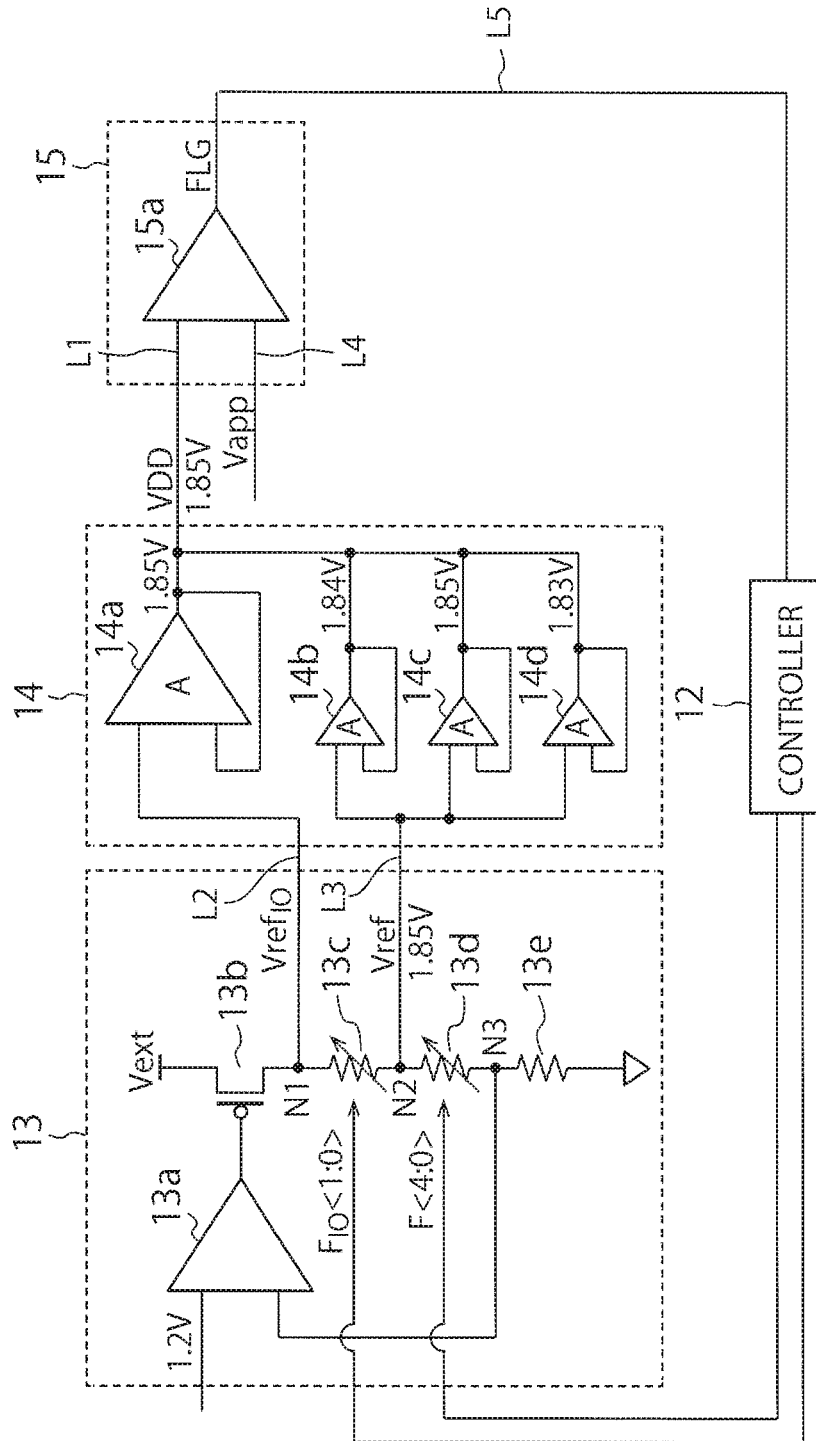 13
14
15
13a
1.2V
Vext
13b
N1
VrefIO
L2
FIO<1:0>
13c
N2
Vref
1.85V
L3
F<4:0>
13d
N3
13e
14a
A
1.85V
14b
A
1.84V
14c
A
1.85V
14d
A
1.83V
VDD
1.85V
L1
Vapp
L4
15a
FLG
L5
12
CONTROLLER